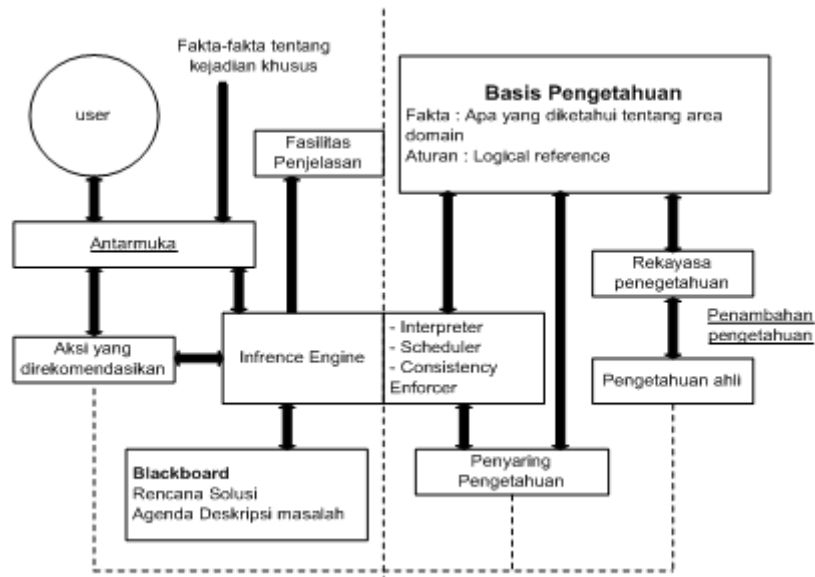 Fakta-fakta tentang
kejadian khusus
user
Basis Pengetahuan
Fakta : Apa yang diketahui tentang area
domain
Aturan : Logical reference
Fasilitas
Penjelasan
Antarmuka
Rekayasa
penegetahuan
Penambahan
pengetahuan
Aksi yang
direkomendasikan
Infrence Engine
- Interpreter
- Scheduler
- Consistency
Enforcer
Pengetahuan ahli
Blackboard
Rencana Solusi
Agenda Deskripsi masalah
Penyaring
Pengetahuan